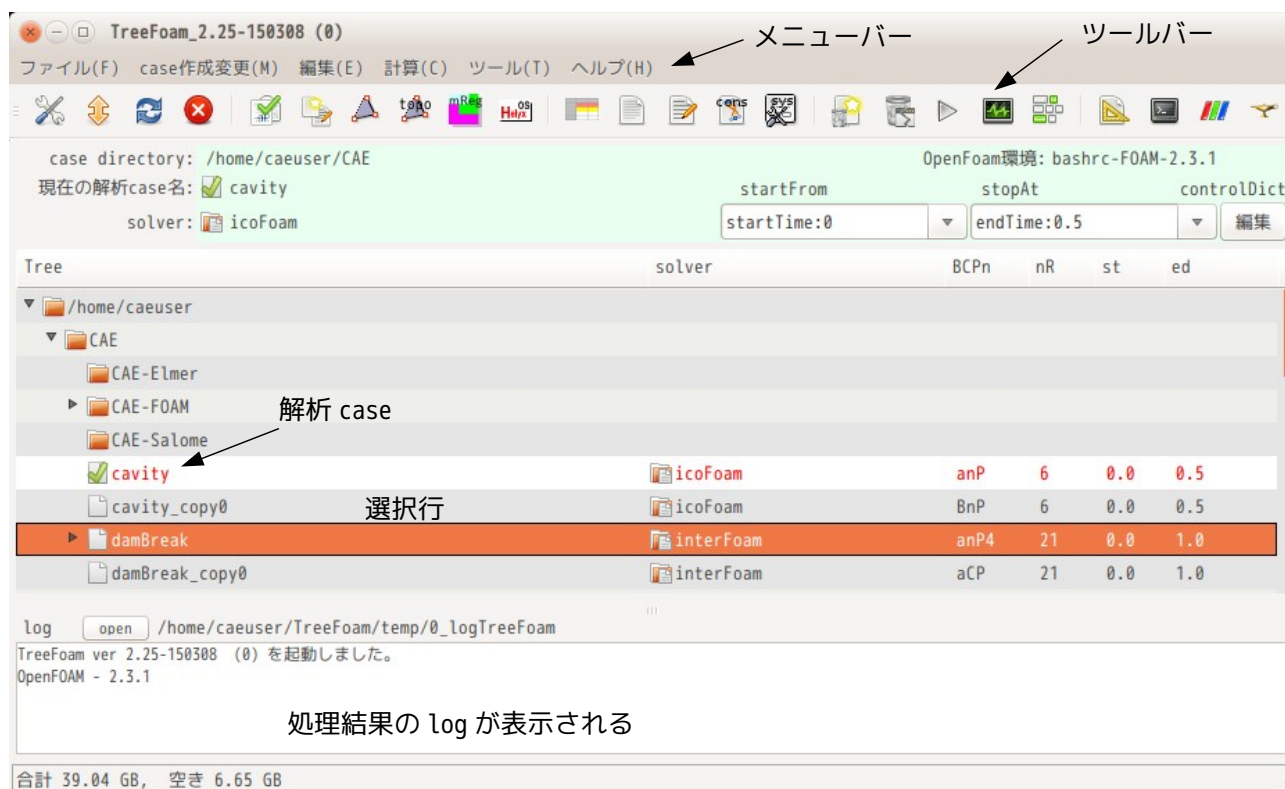 TreeFoam_2.25-150308 (0)
メニューバー
ツールバー
ファイル(F) case作成変更(M) 編集(E) 計算(C) ツール(T) ヘルプ(H)
topo mReg Helyx OS cons sys
case directory: /home/caeuser/CAE OpenFoam環境: bashrc-FOAM-2.3.1
現在の解析case名: cavity startFrom stopAt controlDict
solver: icoFoam startTime:0 endTime:0.5 編集
Tree solver BCPn nR st ed
/home/caeuser
CAE
CAE-Elmer
CAE-FOAM
解析 case
CAE-Salome
cavity icoFoam anP 6 0.0 0.5
cavity_copy0 選択行 icoFoam BnP 6 0.0 0.5
damBreak interFoam anP4 21 0.0 1.0
damBreak_copy0 interFoam aCP 21 0.0 1.0
log open /home/caeuser/TreeFoam/temp/0_logTreeFoam
TreeFoam ver 2.25-150308 (0) を起動しました。
OpenFOAM - 2.3.1
処理結果の log が表示される
合計 39.04 GB, 空き 6.65 GB